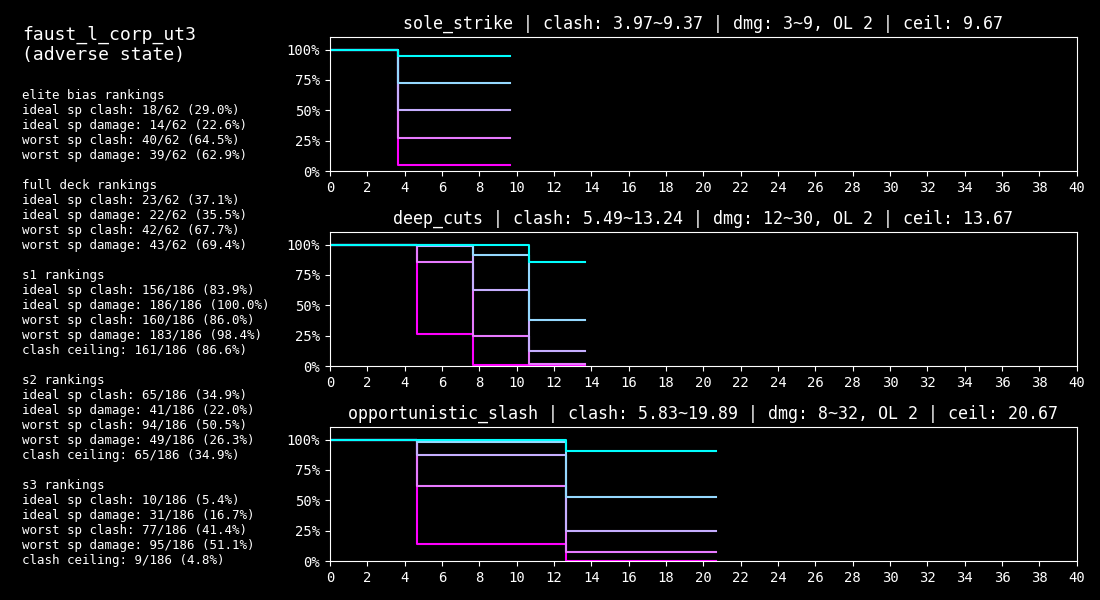 faust_l_corp_ut3
(adverse state)
elite bias rankings
ideal sp clash: 18/62 (29.0%)
ideal sp damage: 14/62 (22.6%)
worst sp clash: 40/62 (64.5%)
worst sp damage: 39/62 (62.9%)
full deck rankings
ideal sp clash: 23/62 (37.1%)
ideal sp damage: 22/62 (35.5%)
worst sp clash: 42/62 (67.7%)
worst sp damage: 43/62 (69.4%)
s1 rankings
ideal sp clash: 156/186 (83.9%)
ideal sp damage: 186/186 (100.0%)
worst sp clash: 160/186 (86.0%)
worst sp damage: 183/186 (98.4%)
clash ceiling: 161/186 (86.6%)
s2 rankings
ideal sp clash: 65/186 (34.9%)
ideal sp damage: 41/186 (22.0%)
worst sp clash: 94/186 (50.5%)
worst sp damage: 49/186 (26.3%)
clash ceiling: 65/186 (34.9%)
s3 rankings
ideal sp clash: 10/186 (5.4%)
ideal sp damage: 31/186 (16.7%)
worst sp clash: 77/186 (41.4%)
worst sp damage: 95/186 (51.1%)
clash ceiling: 9/186 (4.8%)
sole_strike | clash: 3.97~9.37 | dmg: 3~9, OL 2 | ceil: 9.67
100%
75%
50%
25%
0%
0 2 4 6 8 10 12 14 16 18 20 22 24 26 28 30 32 34 36 38 40
deep_cuts | clash: 5.49~13.24 | dmg: 12~30, OL 2 | ceil: 13.67
100%
75%
50%
25%
0%
0 2 4 6 8 10 12 14 16 18 20 22 24 26 28 30 32 34 36 38 40
opportunistic_slash | clash: 5.83~19.89 | dmg: 8~32, OL 2 | ceil: 20.67
100%
75%
50%
25%
0%
0 2 4 6 8 10 12 14 16 18 20 22 24 26 28 30 32 34 36 38 40